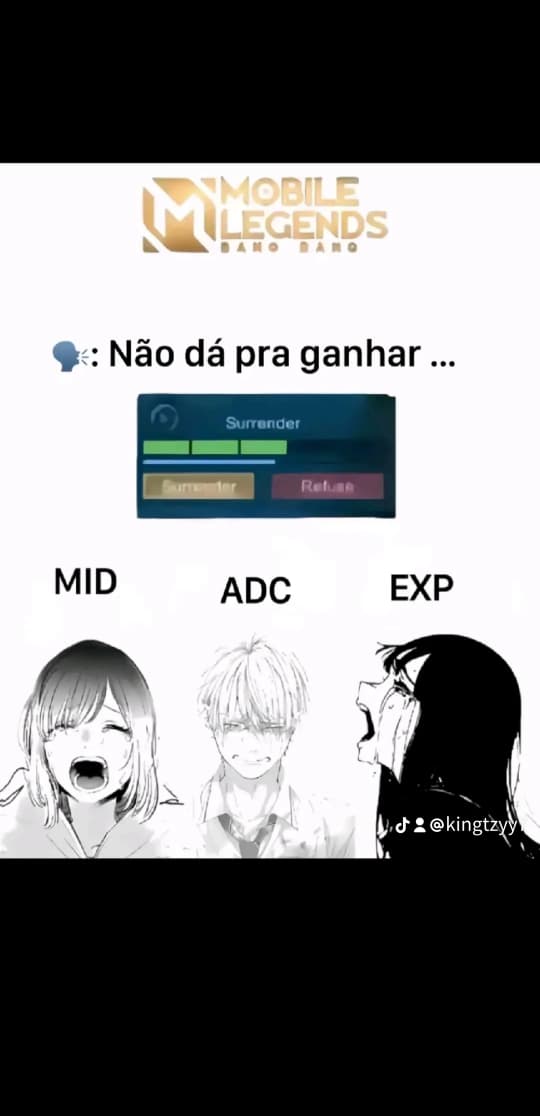 MOBILE
LEGENDS
BANG BANG
🗣: Não dá pra ganhar ...
Surrender
Surrender Refuse
MID ADC EXP
@kingtzyy